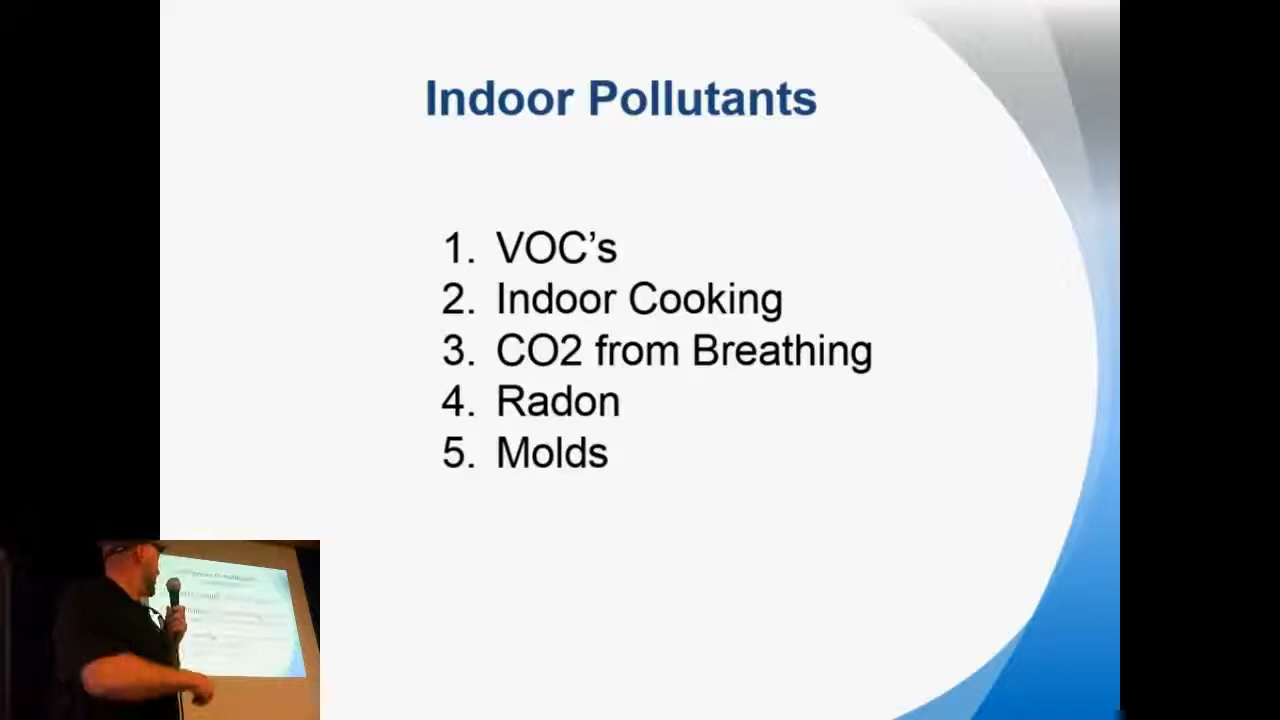 Indoor Pollutants
1. VOC’s
2. Indoor Cooking
3. CO2 from Breathing
4. Radon
5. Molds